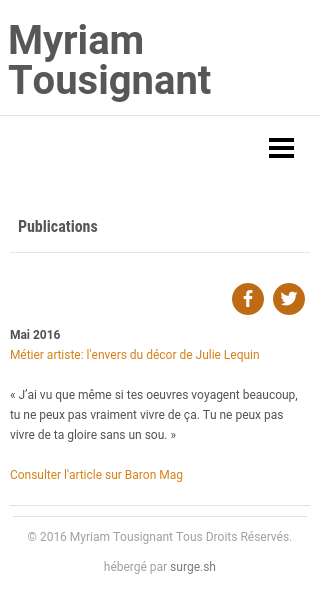 Myriam
Tousignant
Publications
Mai 2016
Métier artiste: l'envers du décor de Julie Lequin
« J’ai vu que même si tes oeuvres voyagent beaucoup,
tu ne peux pas vraiment vivre de ça. Tu ne peux pas
vivre de ta gloire sans un sou. »
Consulter l'article sur Baron Mag
© 2016 Myriam Tousignant Tous Droits Réservés.
hébergé par surge.sh